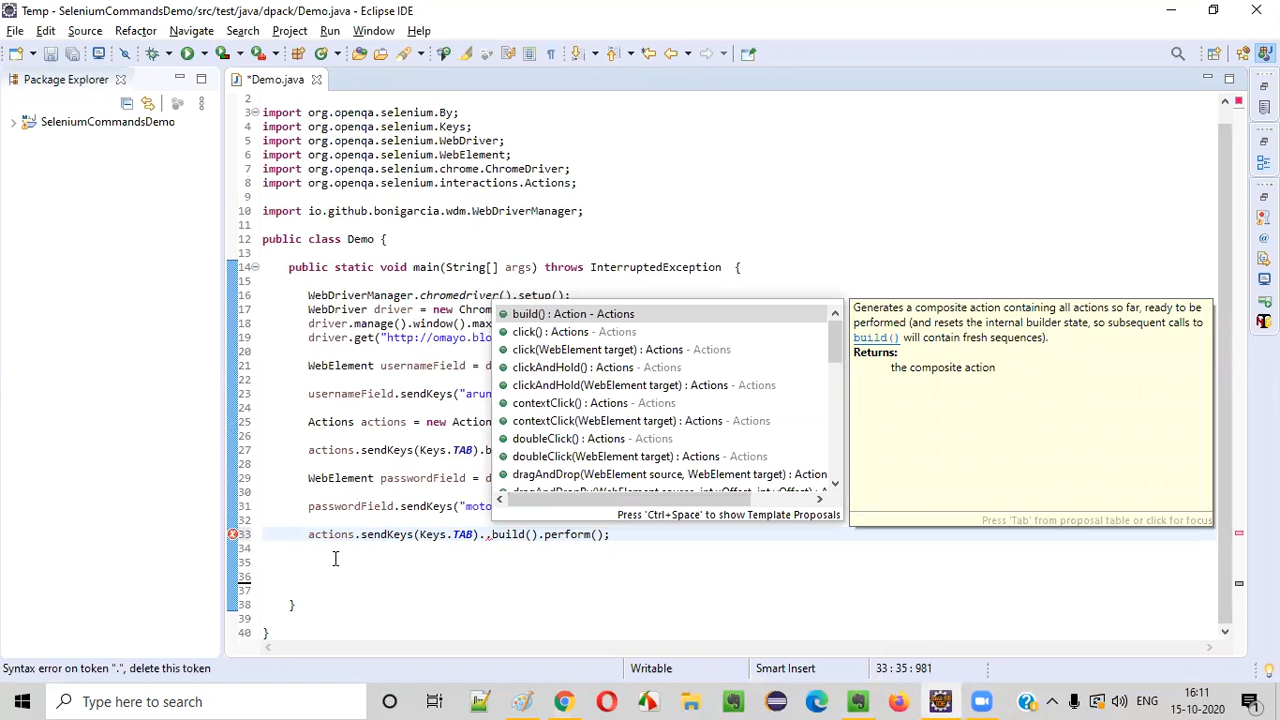 Temp - SeleniumCommandsDemo/src/test/java/dpack/Demo.java - Eclipse IDE
File Edit Source Refactor Navigate Search Project Run Window Help
Package Explorer
*Demo.java
SeleniumCommandsDemo
2
3 import org.openqa.selenium.By;
4 import org.openqa.selenium.Keys;
5 import org.openqa.selenium.WebDriver;
6 import org.openqa.selenium.WebElement;
7 import org.openqa.selenium.chrome.ChromeDriver;
8 import org.openqa.selenium.interactions.Actions;
9
10 import io.github.bonigarcia.wdm.WebDriverManager;
11
12 public class Demo {
13
14 public static void main(String[] args) throws InterruptedException {
15
16 WebDriverManager.chromedriver().setup();
17 WebDriver driver = new Chrom
18 driver.manage().window().max
19 driver.get("http://omayo.blo
20
21 WebElement usernameField = d
22
23 usernameField.sendKeys("arun
24
25 Actions actions = new Action
26
27 actions.sendKeys(Keys.TAB).b
28
29 WebElement passwordField = d
30
31 passwordField.sendKeys("moto
32
33 actions.sendKeys(Keys.TAB)..build().perform();
34
35
36
37
38 }
39
40 }
build() : Action - Actions
click() : Actions - Actions
click(WebElement target) : Actions - Actions
clickAndHold() : Actions - Actions
clickAndHold(WebElement target) : Actions - Actions
contextClick() : Actions - Actions
contextClick(WebElement target) : Actions - Actions
doubleClick() : Actions - Actions
doubleClick(WebElement target) : Actions - Actions
dragAndDrop(WebElement source, WebElement target) : Action
dragAndDropBy(WebElement source, int xOffset, int yOffset) : A
Press 'Ctrl+Space' to show Template Proposals
Generates a composite action containing all actions so far, ready to be
performed (and resets the internal builder state, so subsequent calls to
build() will contain fresh sequences).
Returns:
the composite action
Press 'Tab' from proposal table or click for focus
Syntax error on token ".", delete this token
Writable
Smart Insert
33 : 35 : 981
Type here to search
ENG
16:11
15-10-2020
1